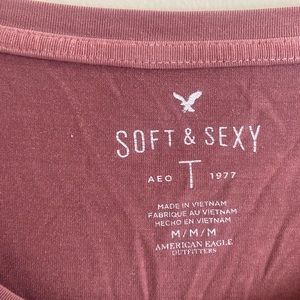 SOFT & SEXY
AEO T 1977
MADE IN VIETNAM
FABRIQUE AU VIETNAM
HECHO EN VIETNAM
M/M/M
AMERICAN EAGLE
OUTFITTERS